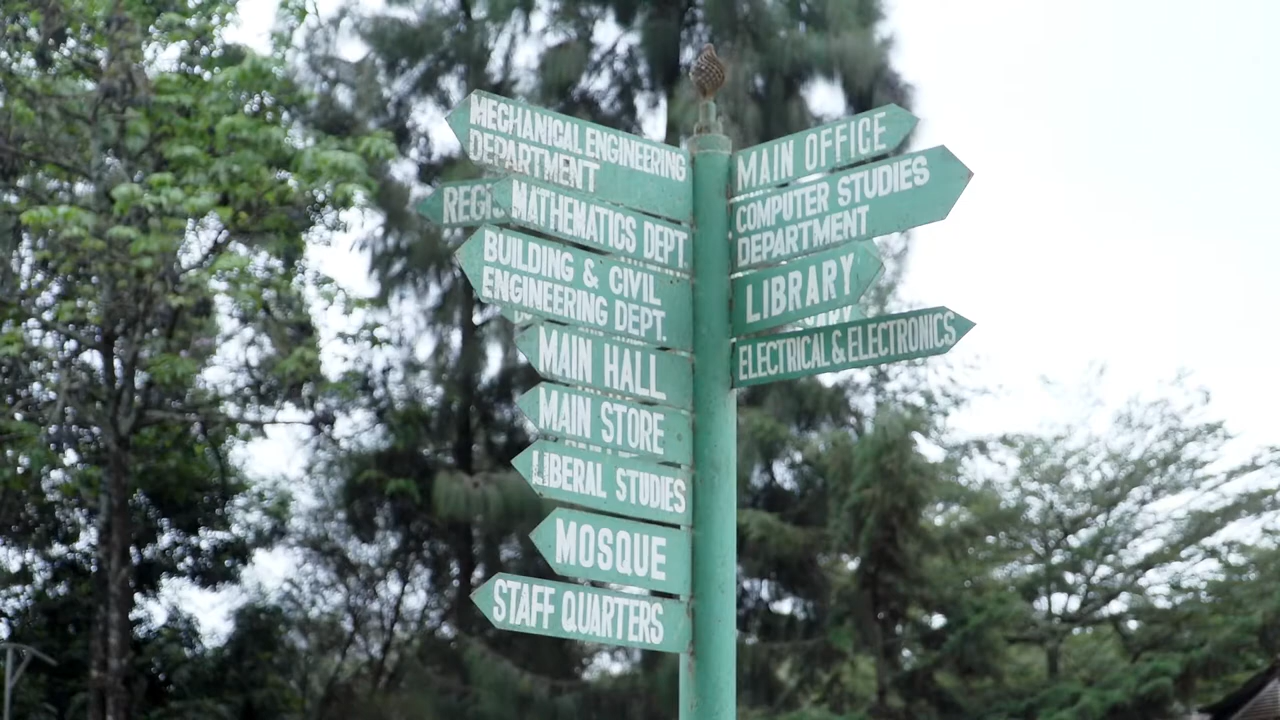 MECHANICAL ENGINEERING
DEPARTMENT
MATHEMATICS DEPT.
BUILDING & CIVIL
ENGINEERING DEPT.
MAIN HALL
MAIN STORE
LIBERAL STUDIES
MOSQUE
STAFF QUARTERS
MAIN OFFICE
COMPUTER STUDIES
DEPARTMENT
LIBRARY
ELECTRICAL & ELECTRONICS